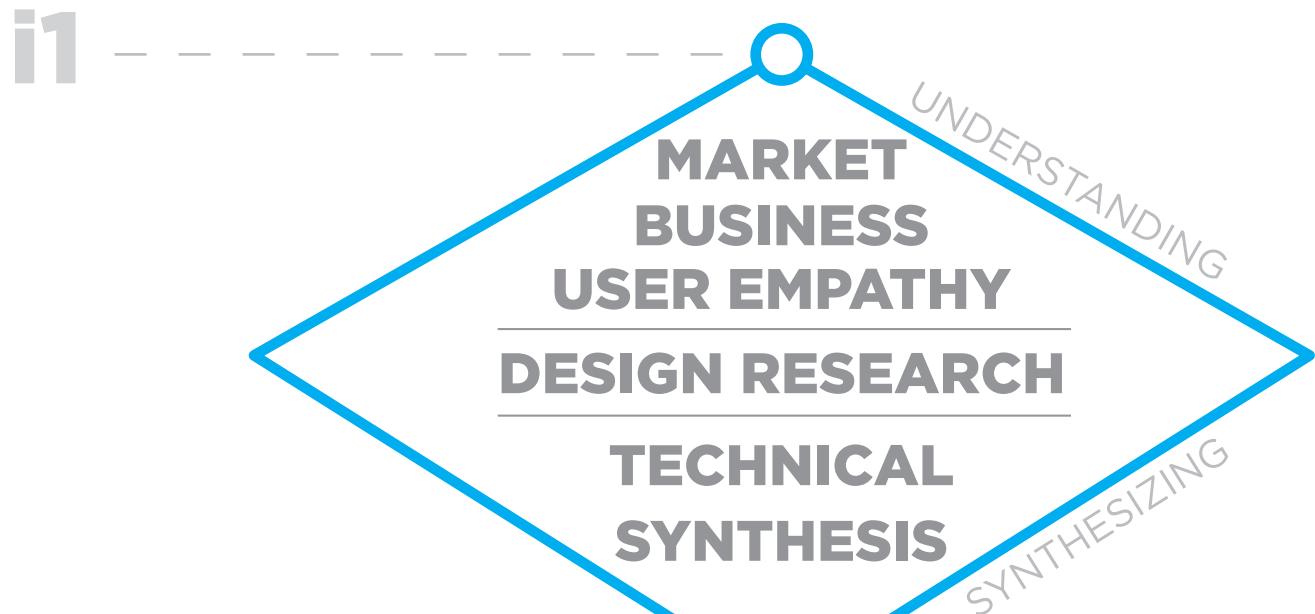 i1
UNDERSTANDING
MARKET
BUSINESS
USER EMPATHY
DESIGN RESEARCH
TECHNICAL
SYNTHESIS
SYNTHESIZING